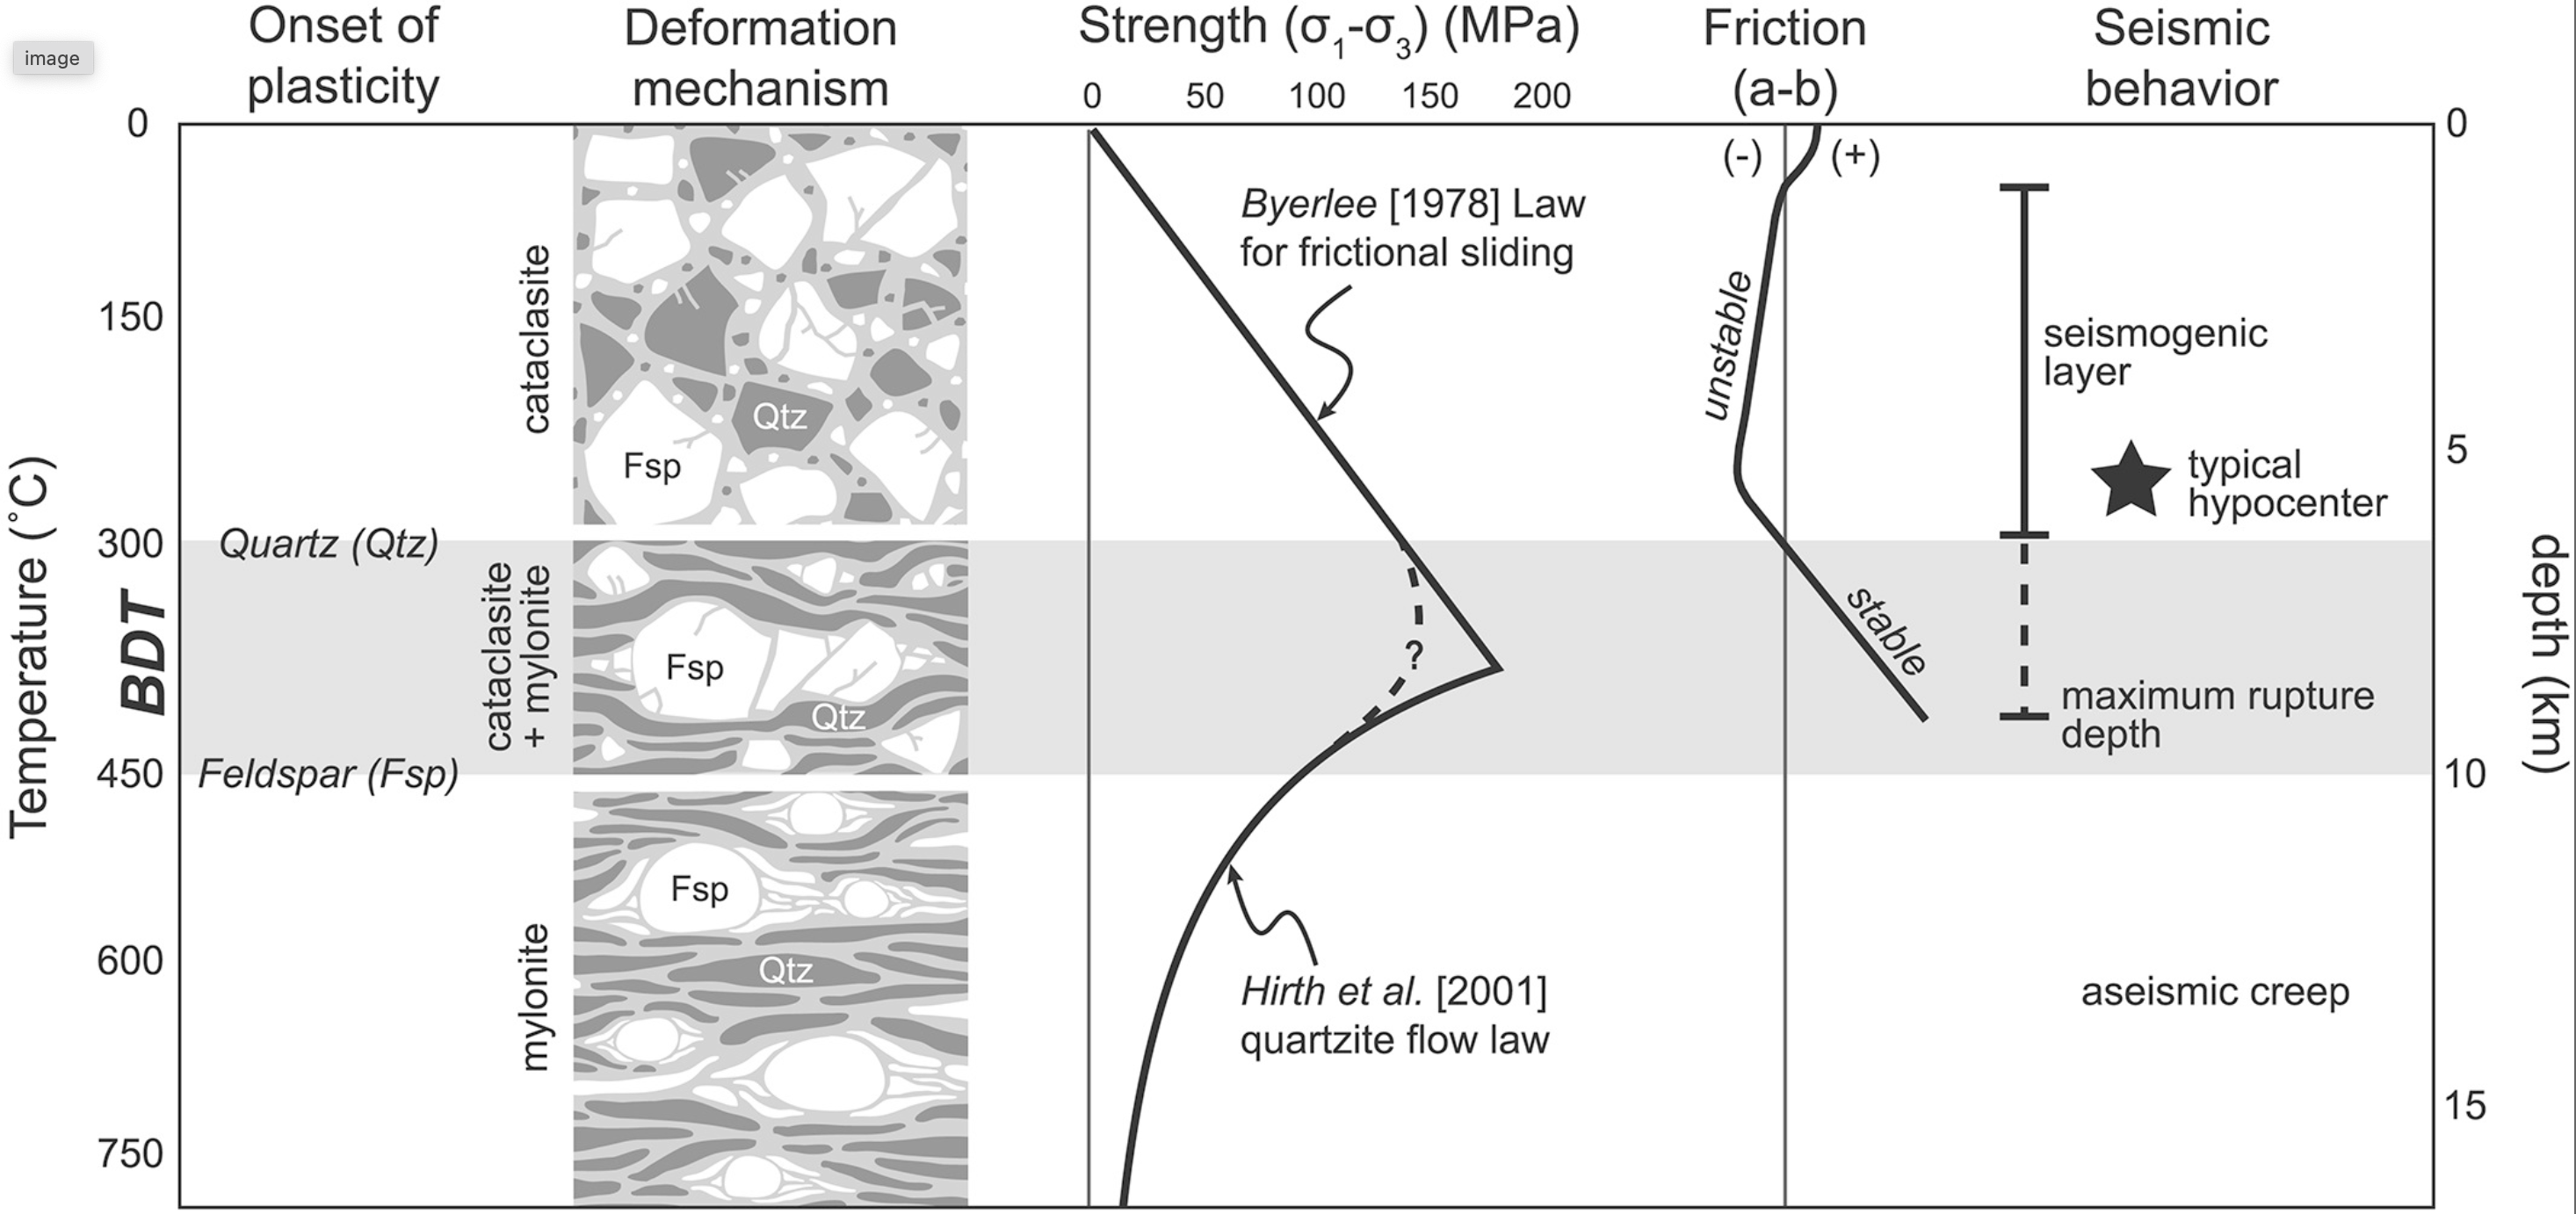 image
Onset of
plasticity
Deformation
mechanism
Strength (σ1-σ3) (MPa)
0 50 100 150 200
Friction
(a-b)
Seismic
behavior
Temperature (˚C)
0
150
300
450
600
750
BDT
Quartz (Qtz)
Feldspar (Fsp)
cataclasite
cataclasite
+ mylonite
mylonite
Qtz
Fsp
Fsp
Qtz
Fsp
Qtz
Byerlee [1978] Law
for frictional sliding
?
Hirth et al. [2001]
quartzite flow law
(-) (+)
unstable
stable
seismogenic
layer
typical
hypocenter
maximum rupture
depth
aseismic creep
0
5
10
15
depth (km)